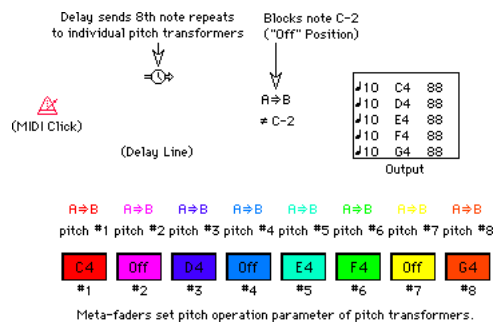 Delay sends 8th note repeats
to individual pitch transformers
Blocks note C-2
("Off" Position)
A⇒B
≠ C-2
(MIDI Click)
(Delay Line)
♩10 C4 88
♩10 D4 88
♩10 E4 88
♩10 F4 88
♩10 G4 88
Output
A⇒B A⇒B A⇒B A⇒B A⇒B A⇒B A⇒B A⇒B
pitch #1 pitch #2 pitch #3 pitch #4 pitch #5 pitch #6 pitch #7 pitch #8
C4 Off D4 Off E4 F4 Off G4
#1 #2 #3 #4 #5 #6 #7 #8
Meta-faders set pitch operation parameter of pitch transformers.